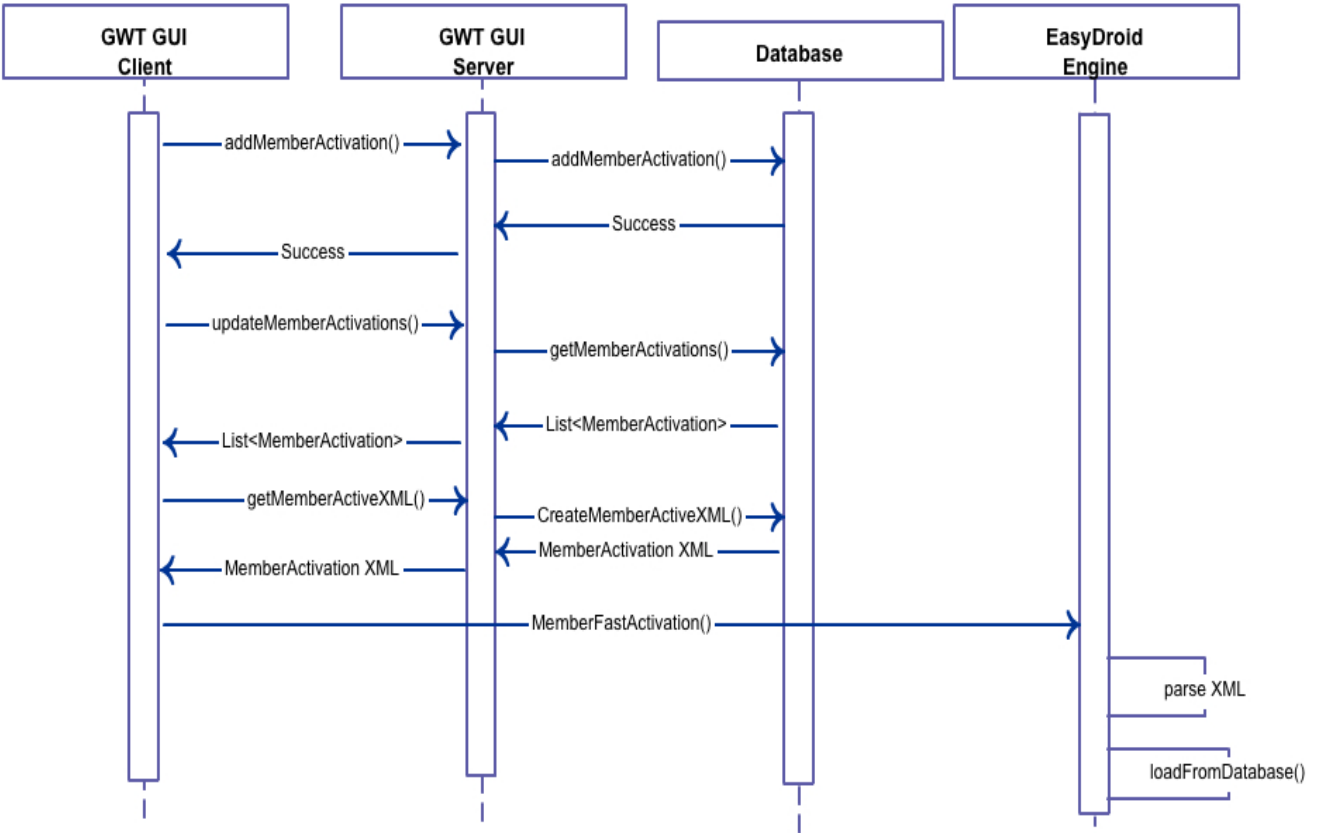 GWT GUI
Client
GWT GUI
Server
Database
EasyDroid
Engine
addMemberActivation()
addMemberActivation()
Success
Success
updateMemberActivations()
getMemberActivations()
List<MemberActivation>
List<MemberActivation>
getMemberActiveXML()
CreateMemberActiveXML()
MemberActivation XML
MemberActivation XML
MemberFastActivation()
parse XML
loadFromDatabase()